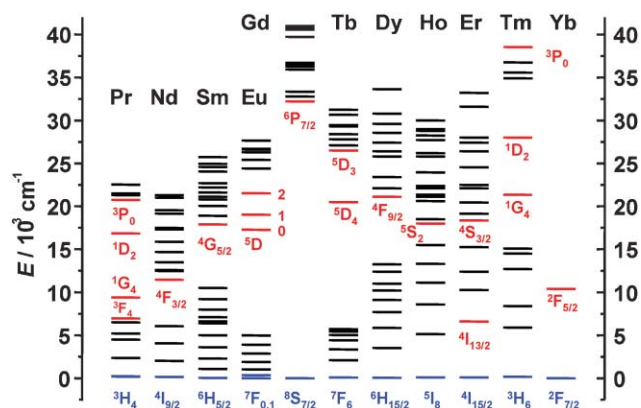 Gd Tb Dy Ho Er Tm Yb
Pr Nd Sm Eu
E / 10³ cm⁻¹
40
35
30
25
20
15
10
5
0
³P₀
¹D₂
¹G₄
³F₄
⁴F₃/₂
⁴G₅/₂
2
1
0
⁵D
⁶P₇/₂
⁵D₃
⁵D₄
⁴F₉/₂
⁵S₂
⁴S₃/₂
⁴I₁₃/₂
³P₀
¹D₂
¹G₄
²F₅/₂
40
35
30
25
20
15
10
5
0
E / 10³ cm⁻¹
³H₄ ⁴I₉/₂ ⁶H₅/₂ ⁷F₀,₁ ⁸S₇/₂ ⁷F₆ ⁶H₁₅/₂ ⁵I₈ ⁴I₁₅/₂ ³H₆ ²F₇/₂